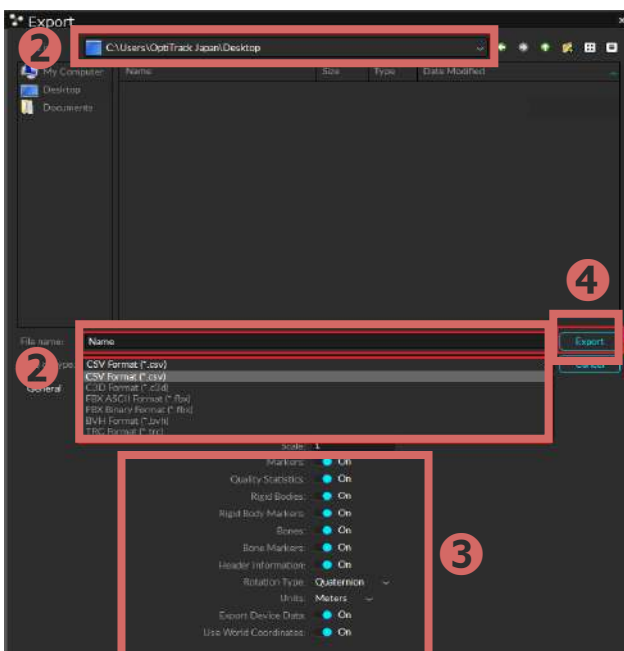 Export
2
C:\Users\OptiTrack Japan\Desktop
My Computer
Name Size Type Date Modified
Desktop
Documents
4
File name: Name Export
2
CSV Format (*.csv) Cancel
General
CSV Format (*.csv)
C3D Format (*.c3d)
FBX ASCII Format (*.fbx)
FBX Binary Format (*.fbx)
BVH Format (*.bvh)
TRC Format (*.trc)
Scale: 1
Markers: On
Quality Statistics: On
Rigid Bodies: On
Rigid Body Markers: On
Bones: On
Bone Markers: On
3
Header Information: On
Rotation Type: Quaternion
Units: Meters
Export Device Data: On
Use World Coordinates: On